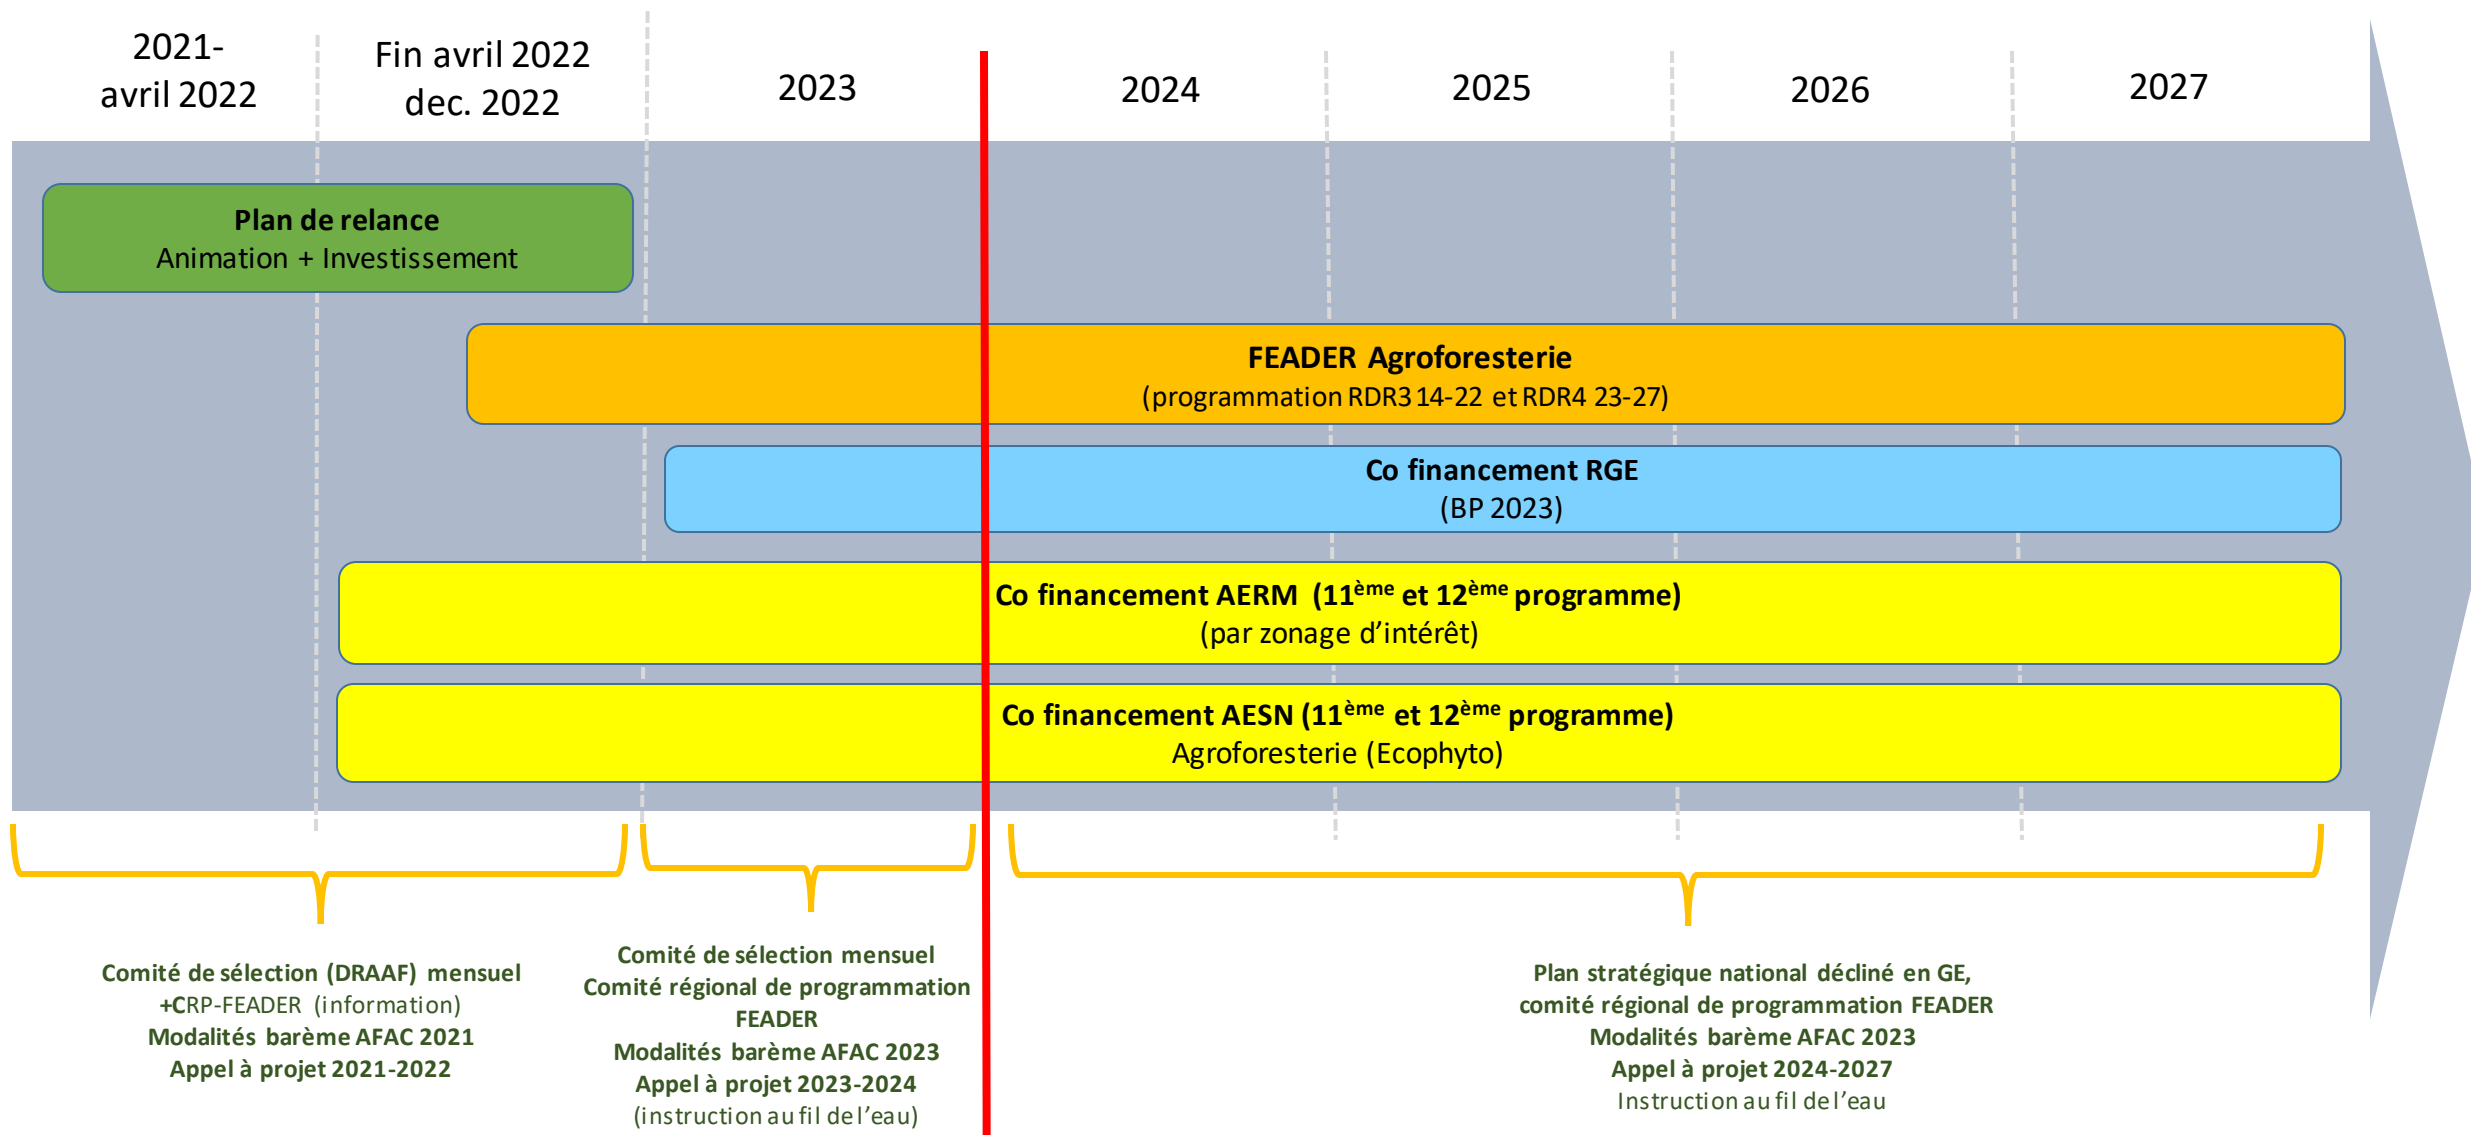 2021-
avril 2022
Fin avril 2022
dec. 2022
2023
2024
2025
2026
2027
Plan de relance
Animation + Investissement
FEADER Agroforesterie
(programmation RDR3 14-22 et RDR4 23-27)
Co financement RGE
(BP 2023)
Co financement AERM (11ème et 12ème programme)
(par zonage d’intérêt)
Co financement AESN (11ème et 12ème programme)
Agroforesterie (Ecophyto)
Comité de sélection (DRAAF) mensuel
+CRP-FEADER (information)
Modalités barème AFAC 2021
Appel à projet 2021-2022
Comité de sélection mensuel
Comité régional de programmation
FEADER
Modalités barème AFAC 2023
Appel à projet 2023-2024
(instruction au fil de l’eau)
Plan stratégique national décliné en GE,
comité régional de programmation FEADER
Modalités barème AFAC 2023
Appel à projet 2024-2027
Instruction au fil de l’eau